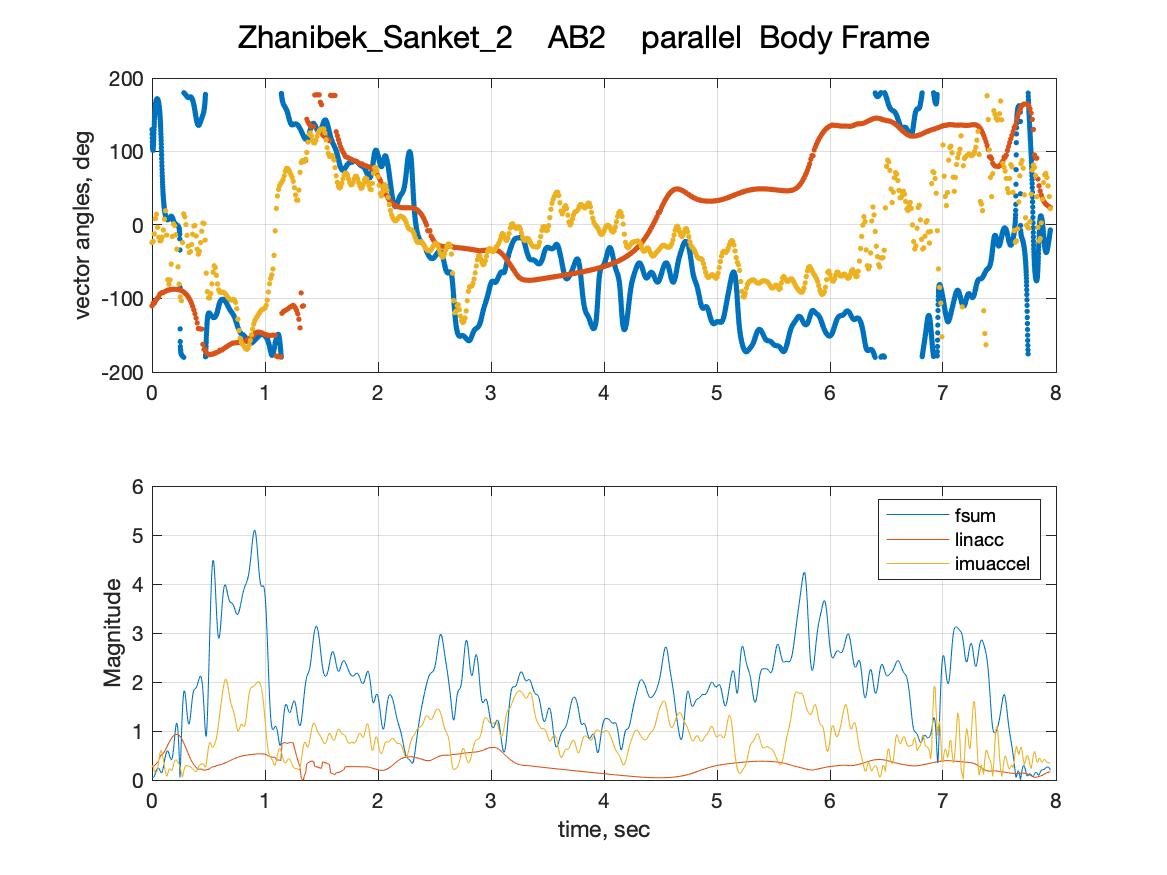 Zhanibek_Sanket_2 AB2 parallel Body Frame
200
100
0
-100
-200
vector angles, deg
0 1 2 3 4 5 6 7 8
6
5
4
3
2
1
0
Magnitude
fsum
linacc
imuaccel
0 1 2 3 4 5 6 7 8
time, sec